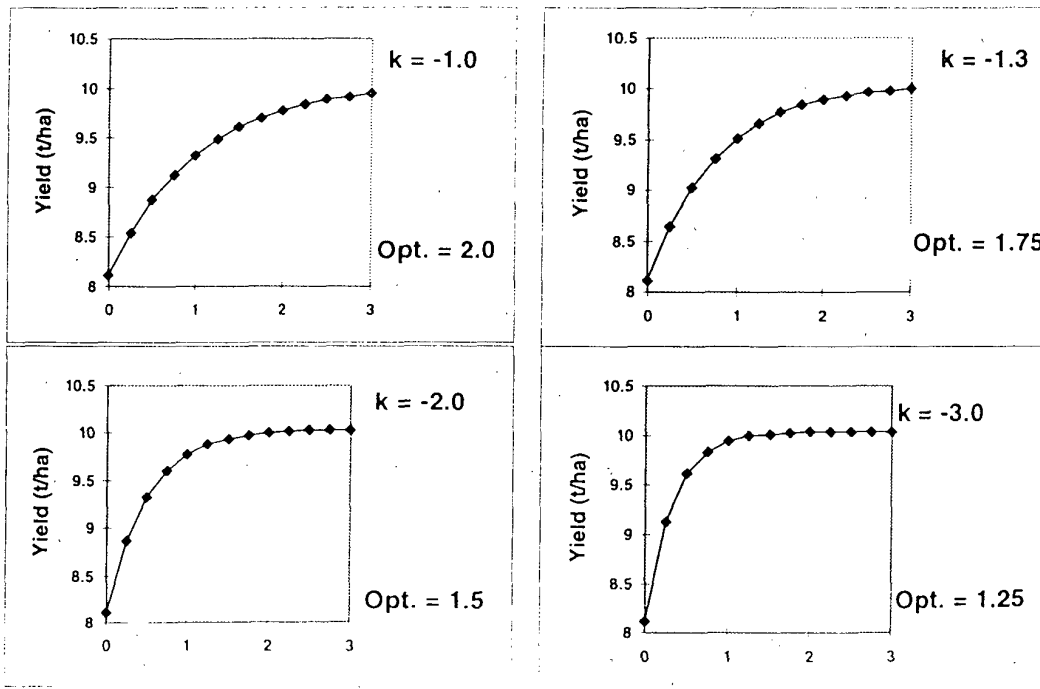 10.5
10
9.5
9
8.5
8
Yield (t/ha)
0 1 2 3
k = -1.0
Opt. = 2.0
10.5
10
9.5
9
8.5
8
Yield (t/ha)
0 1 2 3
k = -1.3
Opt. = 1.75
10.5
10
9.5
9
8.5
8
Yield (t/ha)
0 1 2 3
k = -2.0
Opt. = 1.5
10.5
10
9.5
9
8.5
8
Yield (t/ha)
0 1 2 3
k = -3.0
Opt. = 1.25